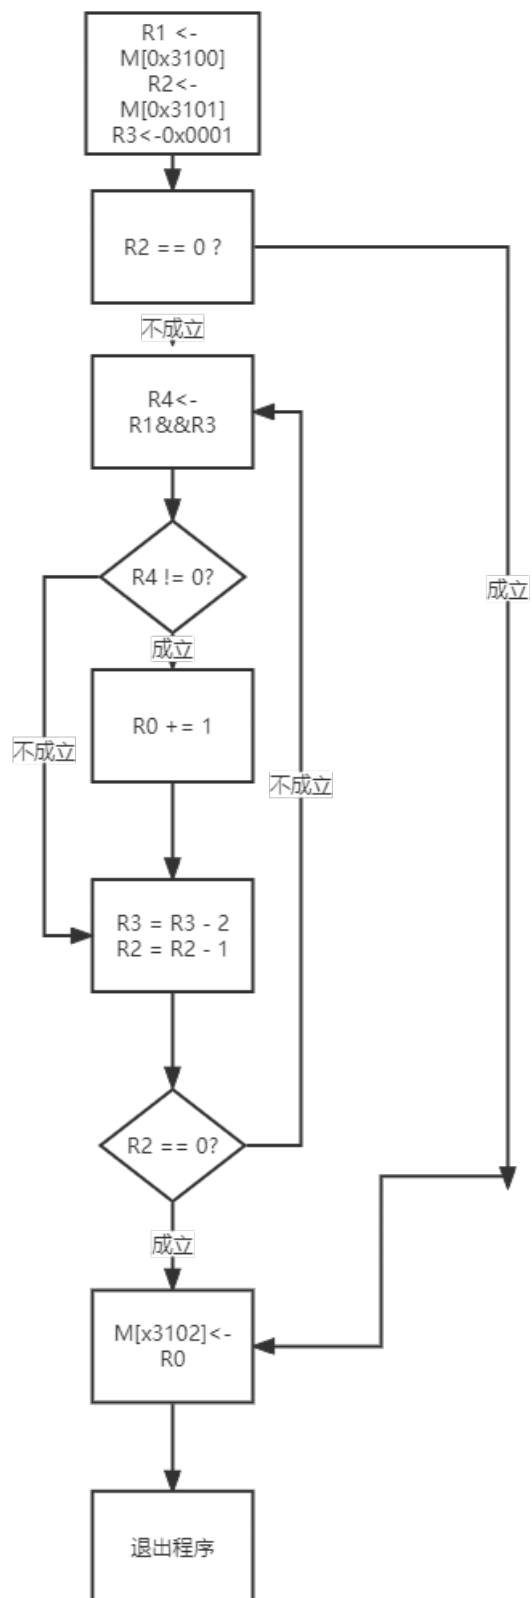 R1 <-
M[0x3100]
R2<-
M[0x3101]
R3<-0x0001
R2 == 0 ?
不成立
R4<-
R1&&R3
R4 != 0?
成立
成立
R0 += 1
不成立
不成立
R3 = R3 - 2
R2 = R2 - 1
R2 == 0?
成立
M[x3102]<-
R0
退出程序